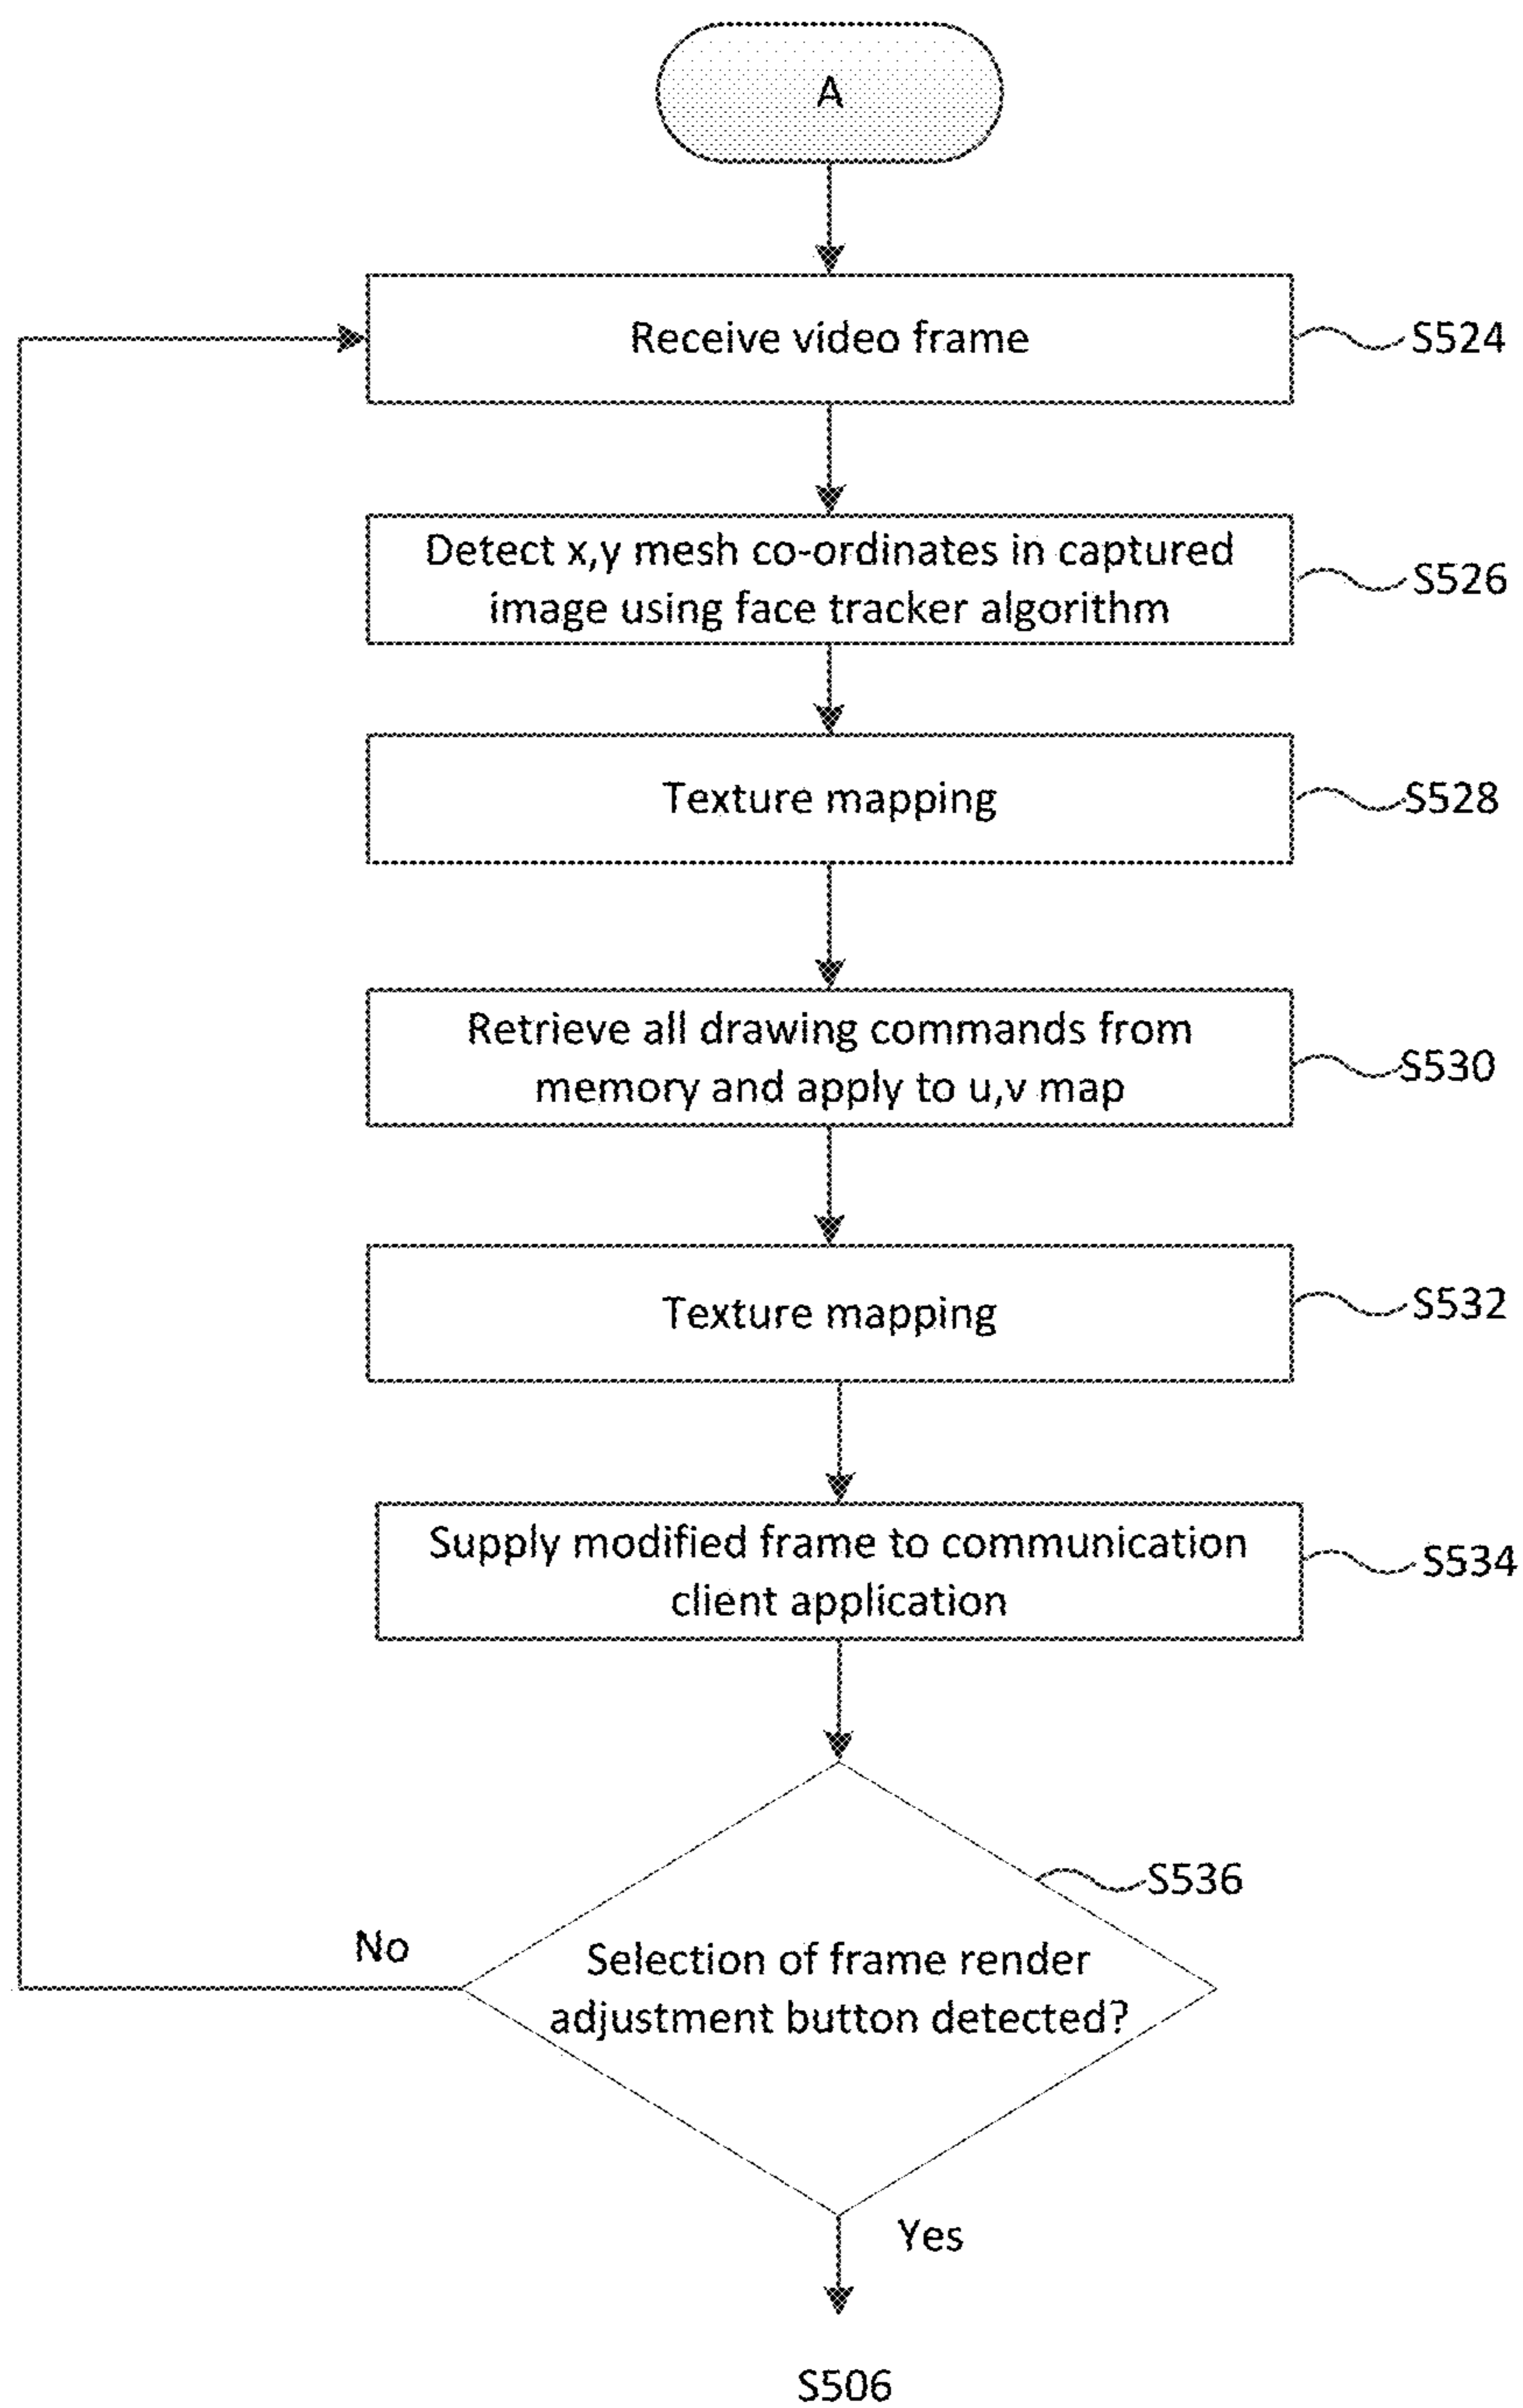 A
Receive video frame
S524
Detect x,y mesh co-ordinates in captured
image using face tracker algorithm
S526
Texture mapping
S528
Retrieve all drawing commands from
memory and apply to u,v map
S530
Texture mapping
S532
Supply modified frame to communication
client application
S534
S536
Selection of frame render
adjustment button detected?
No
Yes
S506